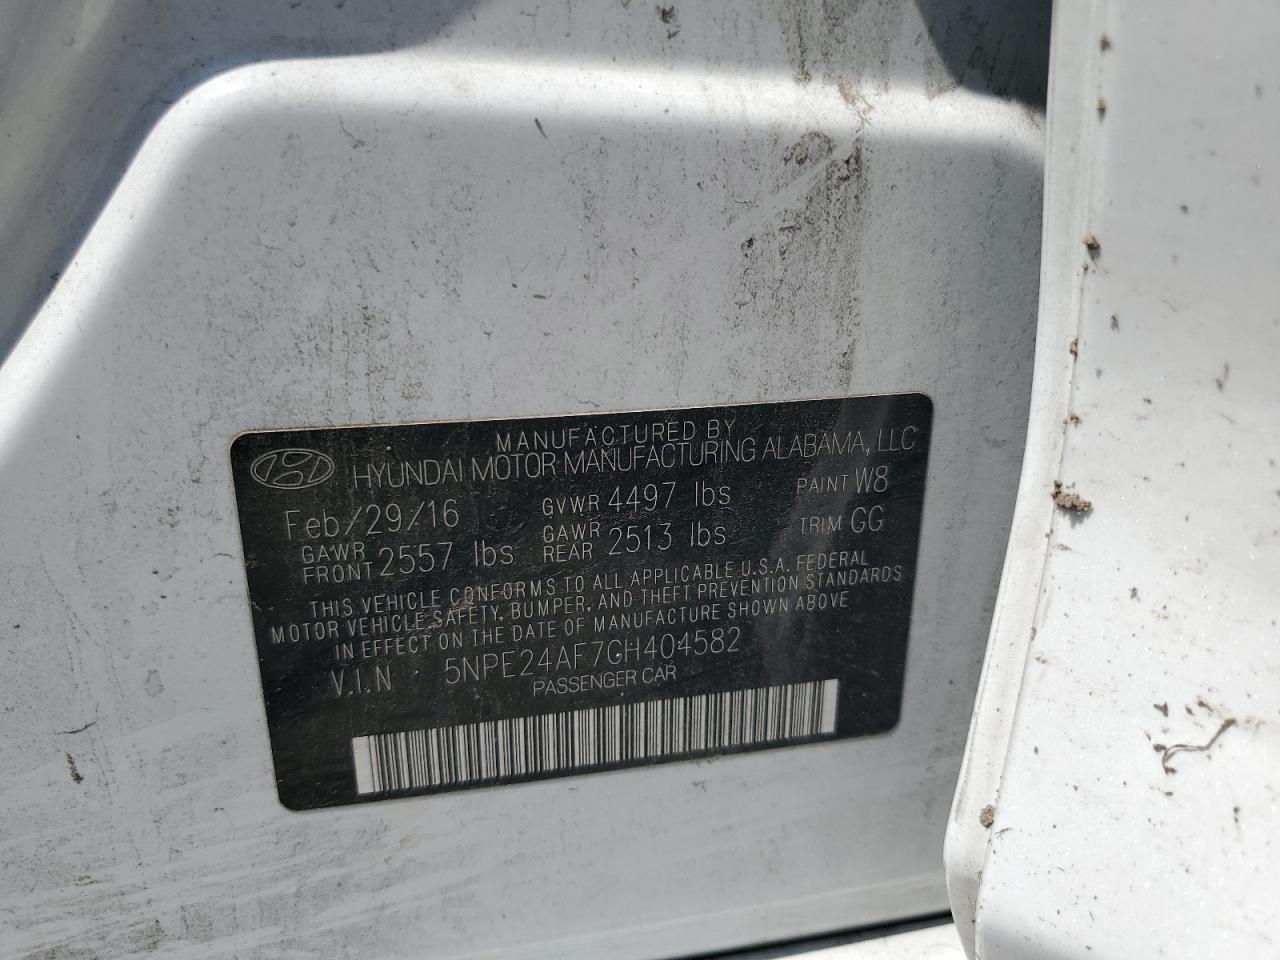 MANUFACTURED BY
HYUNDAI MOTOR MANUFACTURING ALABAMA, LLC
Feb/29/16 GVWR 4497 lbs PAINT W8
GAWR FRONT 2557 lbs GAWR REAR 2513 lbs TRIM GG
THIS VEHICLE CONFORMS TO ALL APPLICABLE U.S.A. FEDERAL
MOTOR VEHICLE SAFETY, BUMPER, AND THEFT PREVENTION STANDARDS
IN EFFECT ON THE DATE OF MANUFACTURE SHOWN ABOVE
V.I.N 5NPE24AF7GH404582
PASSENGER CAR